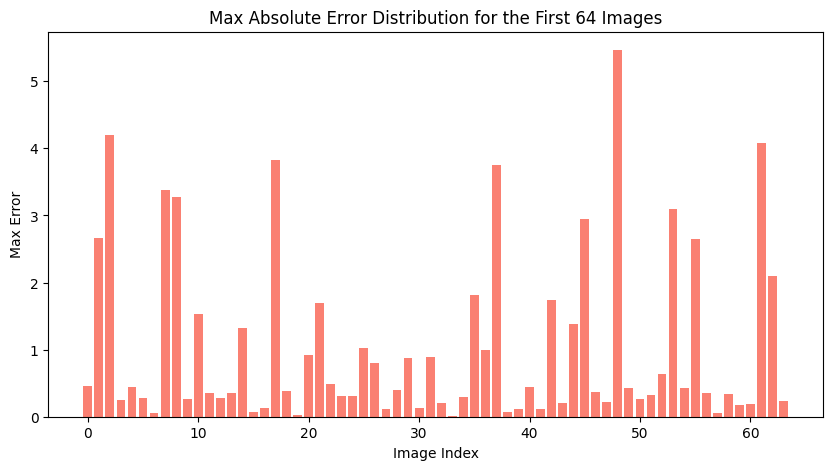 Max Absolute Error Distribution for the First 64 Images
Max Error
5
4
3
2
1
0
0 10 20 30 40 50 60
Image Index